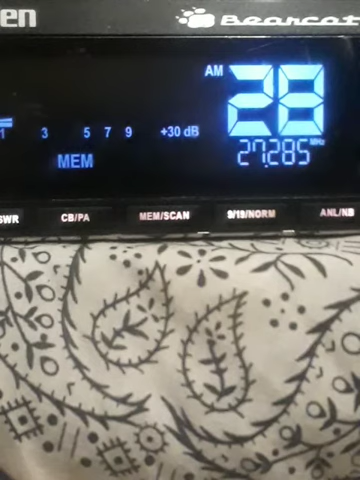 en Bearcat
AM 28
1 3 5 7 9 +30 dB
MHz
MEM 27.285
SWR CB/PA MEM/SCAN 9/19/NORM ANL/NB